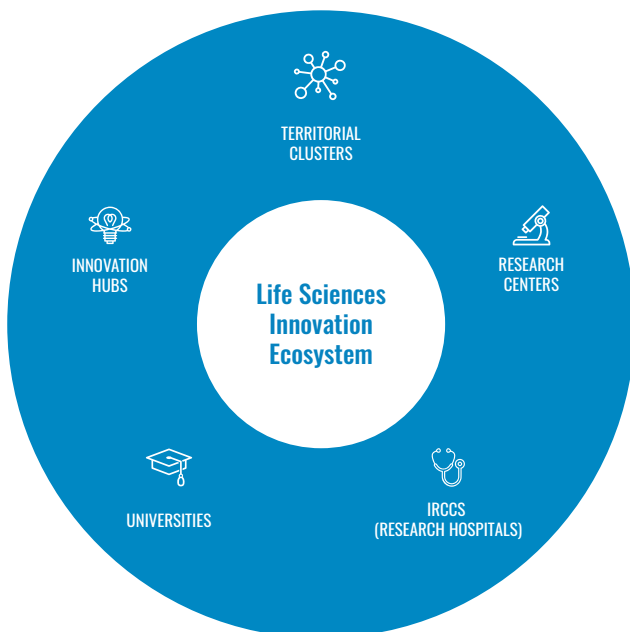 TERRITORIAL
CLUSTERS
INNOVATION
HUBS
RESEARCH
CENTERS
Life Sciences
Innovation
Ecosystem
UNIVERSITIES
IRCCS
(RESEARCH HOSPITALS)